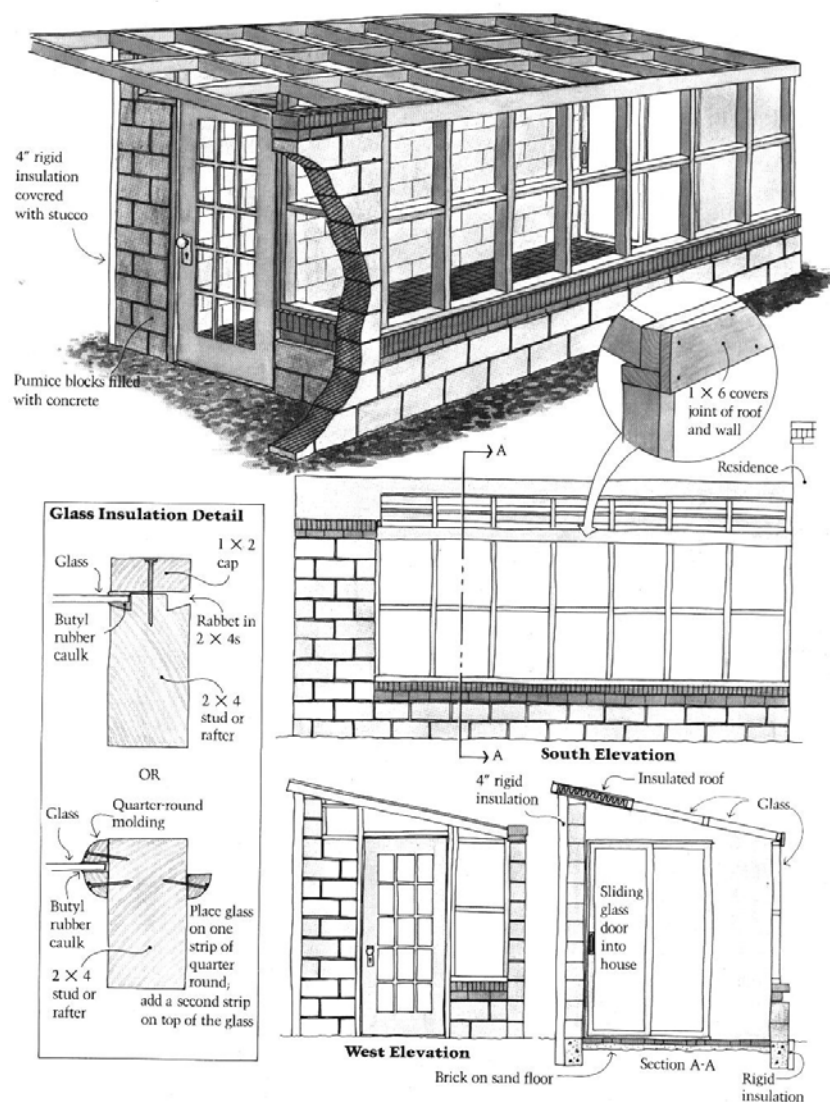 4" rigid
insulation
covered
with stucco
Pumice blocks filled
with concrete
1 × 6 covers
joint of roof
and wall
A
Residence
Glass Insulation Detail
Glass
1 × 2
cap
Butyl
rubber
caulk
Rabbet in
2 × 4s
2 × 4
stud or
rafter
OR
Quarter-round
molding
Glass
Butyl
rubber
caulk
2 × 4
stud or
rafter
Place glass
on one
strip of
quarter
round;
add a second strip
on top of the glass
A
South Elevation
4" rigid
insulation
Insulated roof
Glass
Sliding
glass
door
into
house
West Elevation
Brick on sand floor
Section A-A
Rigid
insulation